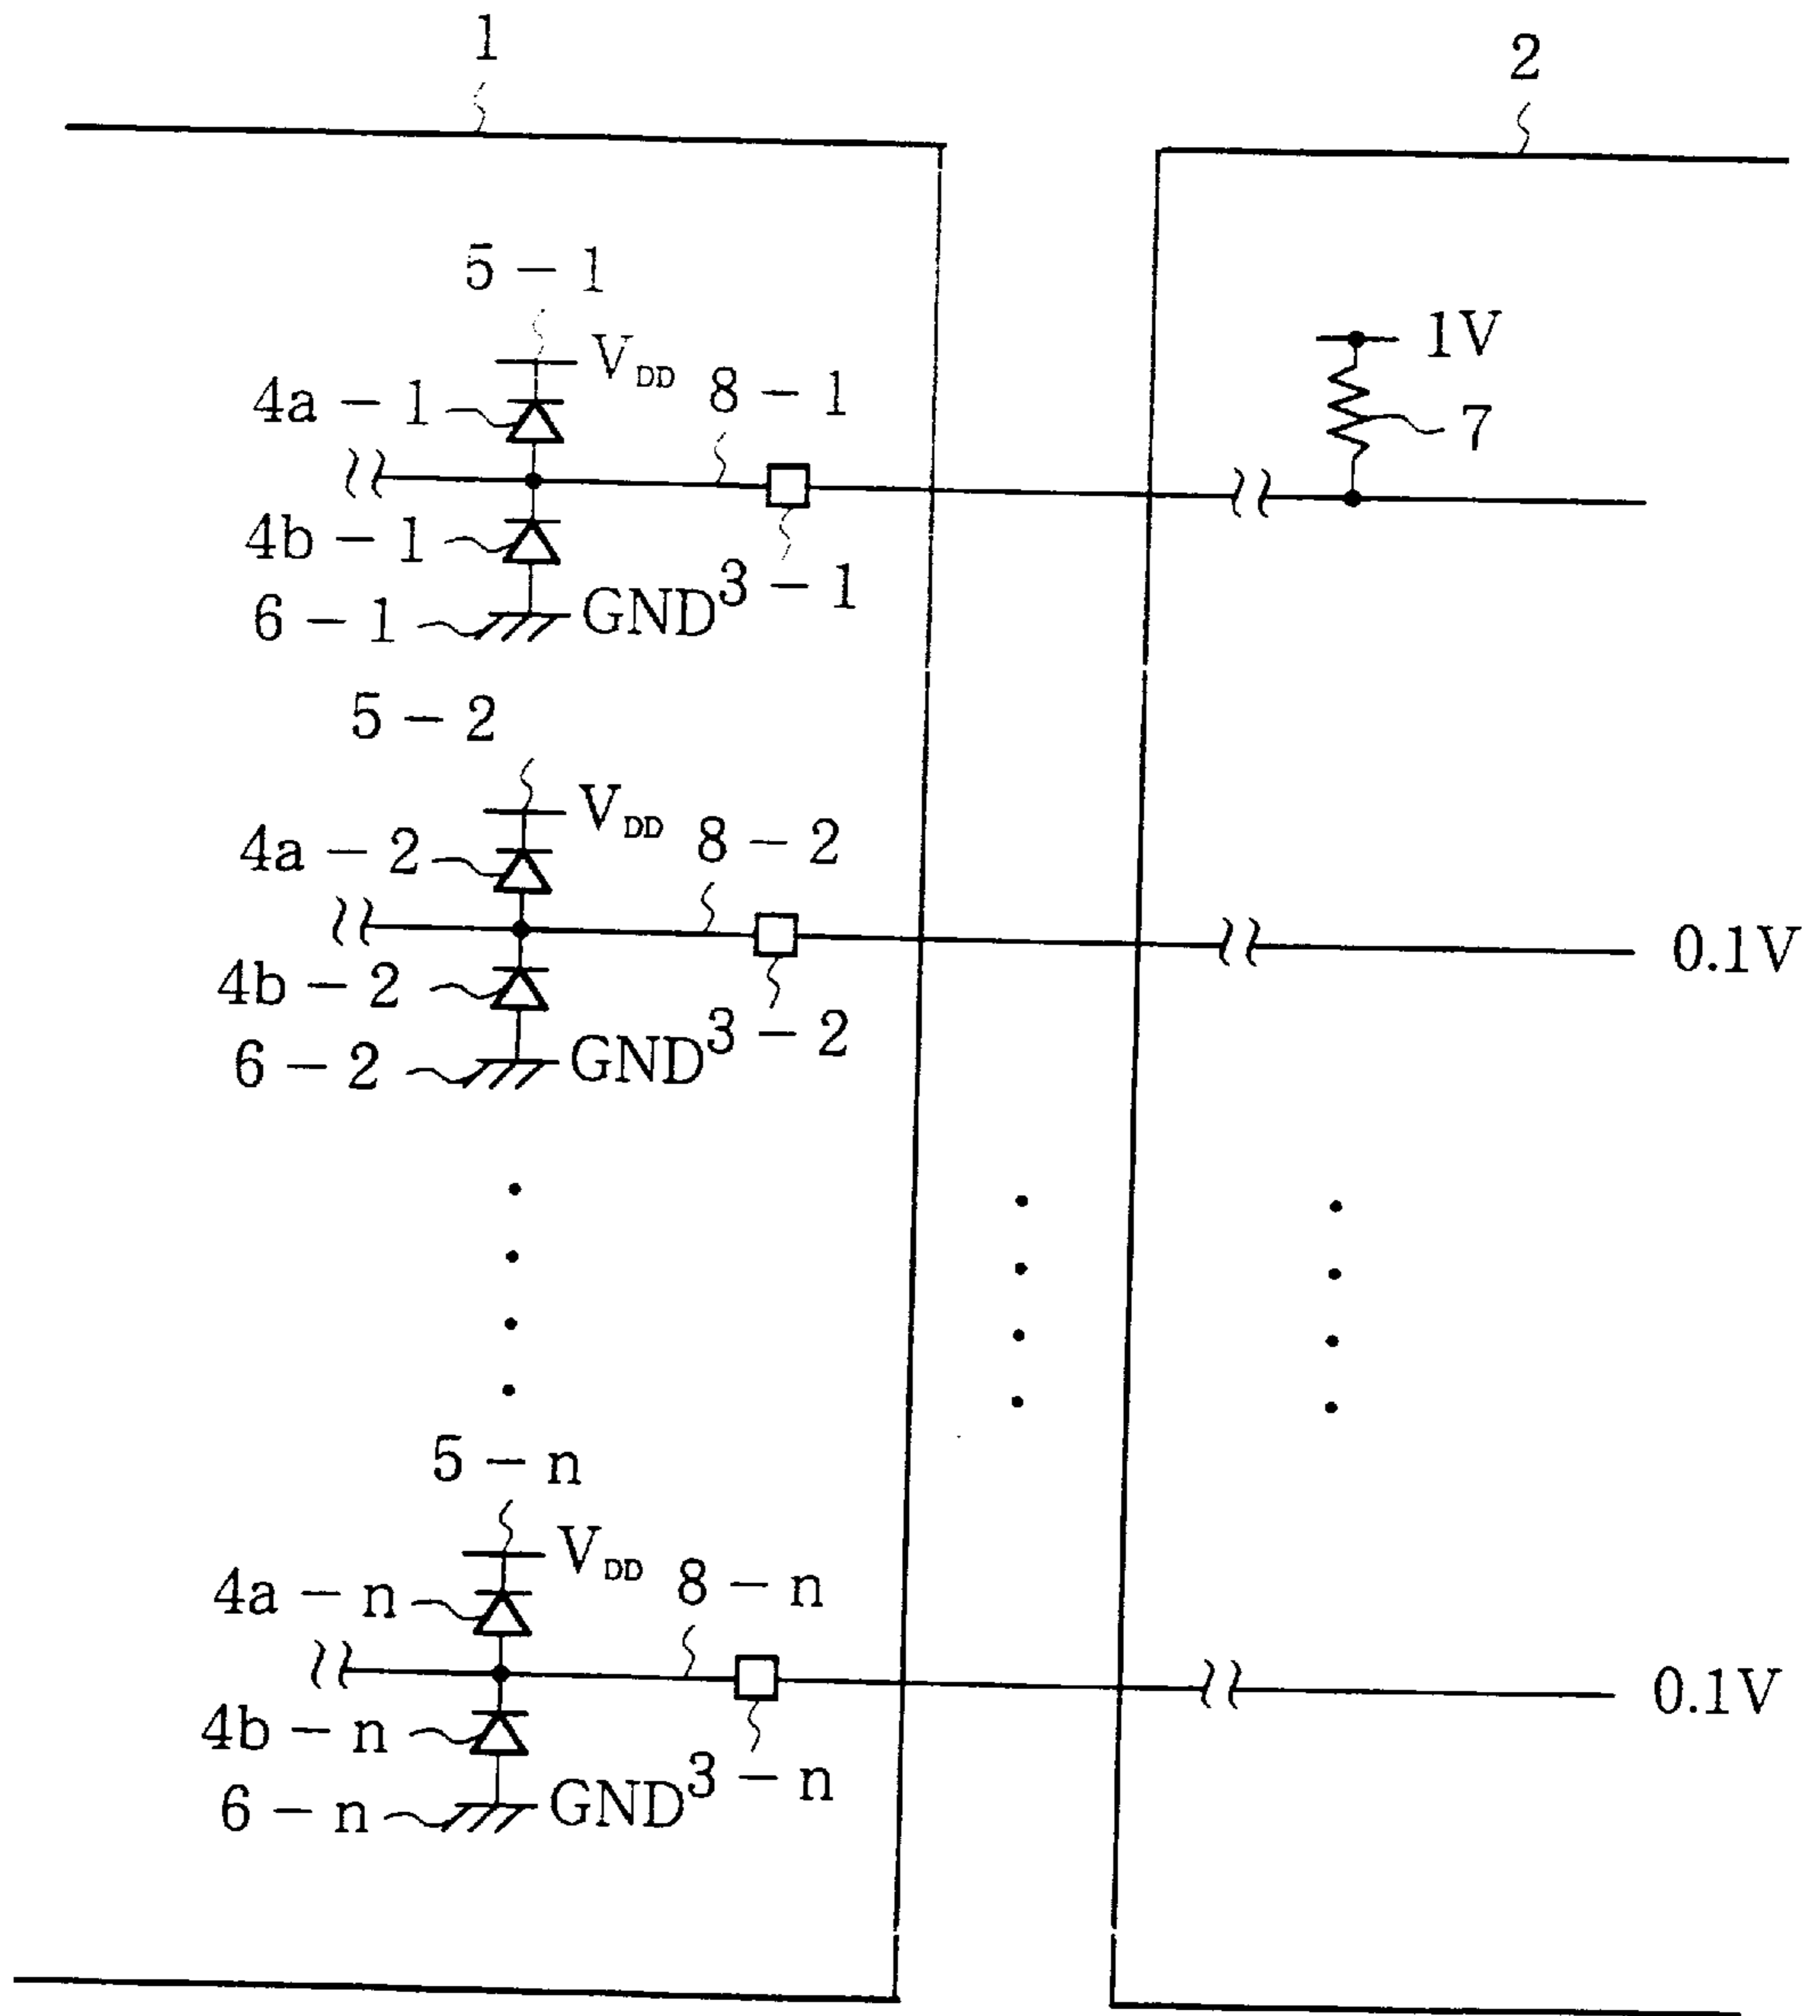 1
2
5 - 1
V_DD
1V
4a - 1
8 - 1
7
4b - 1
3 - 1
6 - 1
GND
5 - 2
V_DD
4a - 2
8 - 2
0.1V
4b - 2
3 - 2
6 - 2
GND
5 - n
V_DD
4a - n
8 - n
0.1V
4b - n
3 - n
6 - n
GND